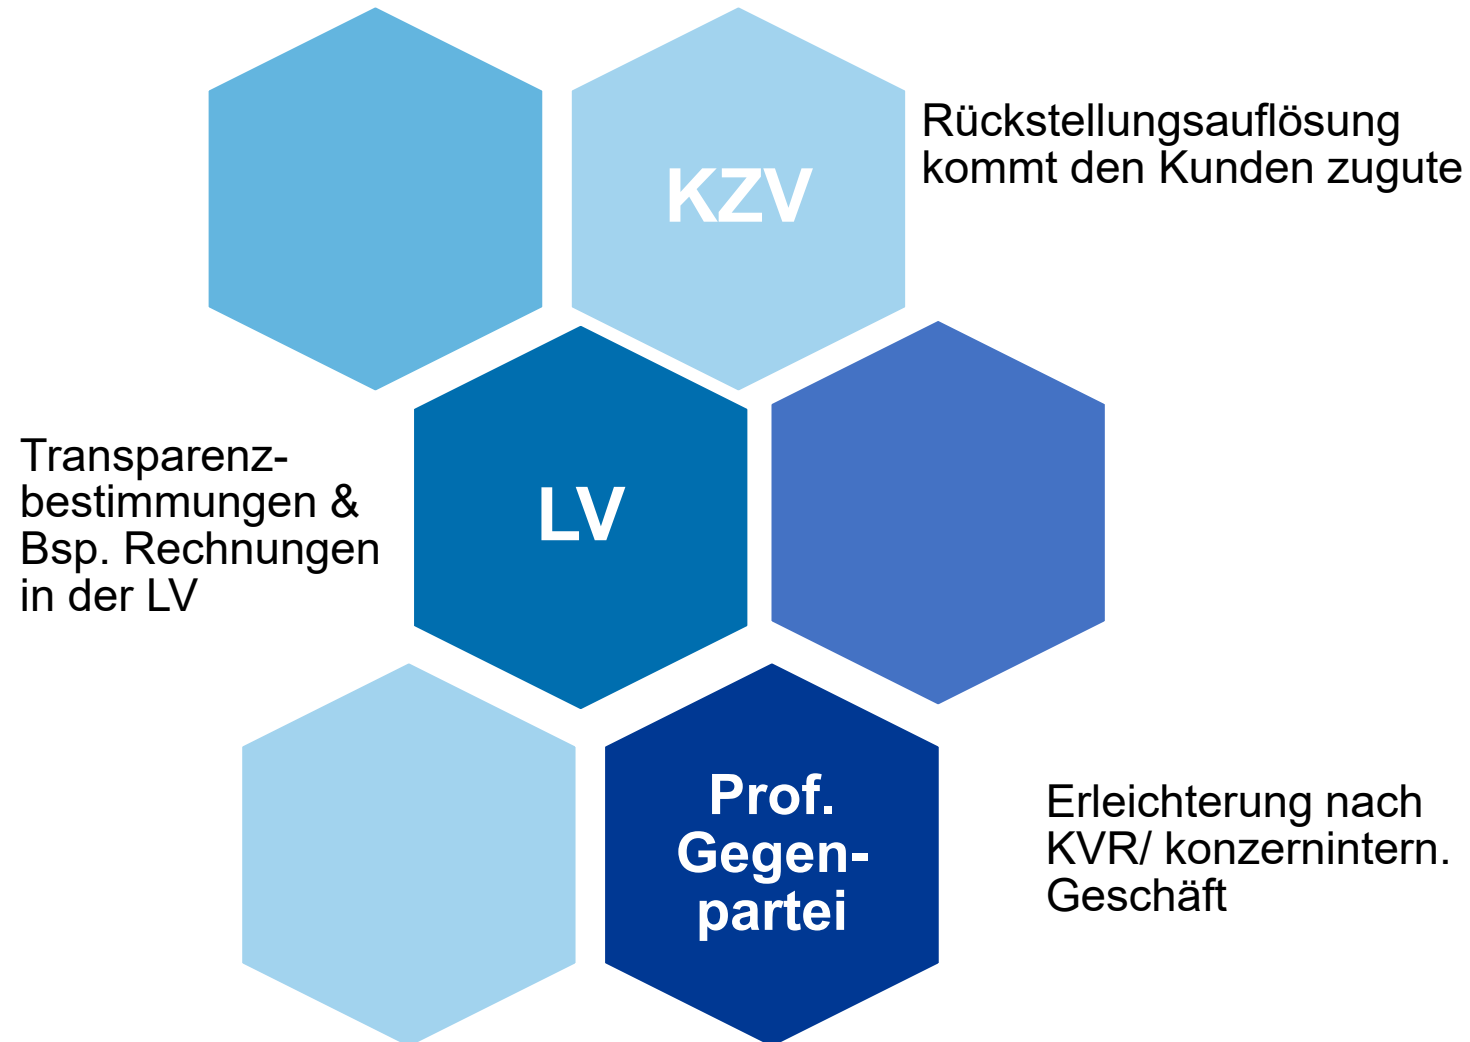 KZV
Rückstellungsauflösung
kommt den Kunden zugute
Transparenz-
bestimmungen &
Bsp. Rechnungen
in der LV
LV
Prof.
Gegen-
partei
Erleichterung nach
KVR/ konzernintern.
Geschäft